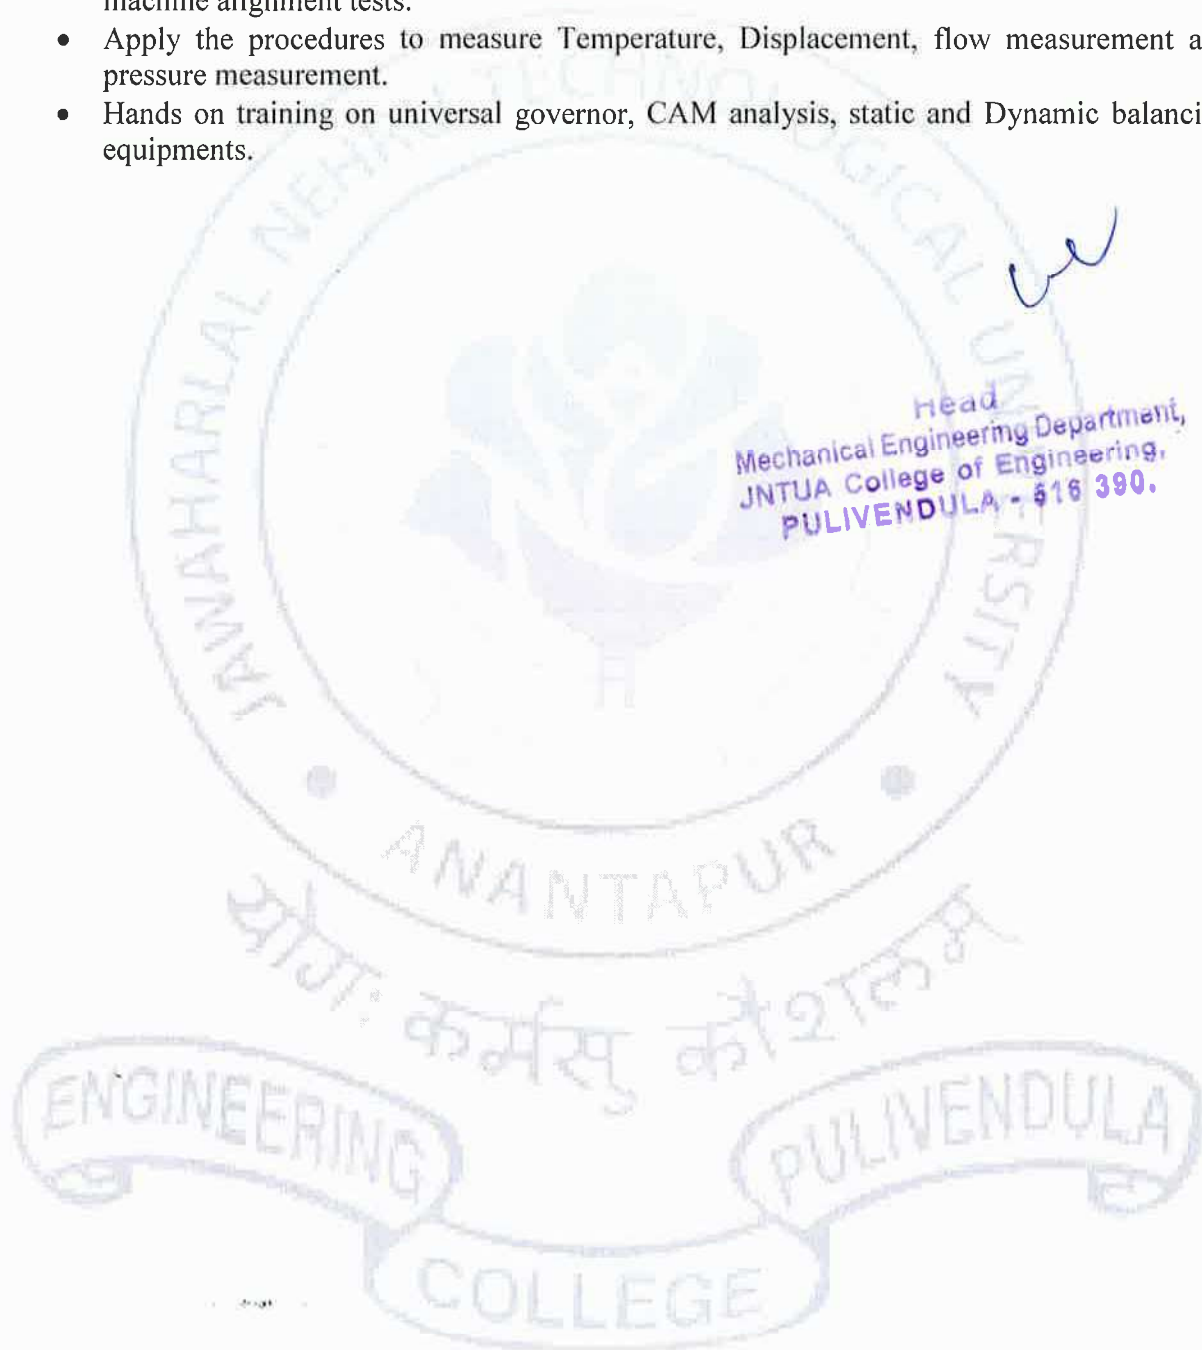 machine alignment tests.
• Apply the procedures to measure Temperature, Displacement, flow measurement a
pressure measurement.
• Hands on training on universal governor, CAM analysis, static and Dynamic balanci
equipments.
Head
Mechanical Engineering Department,
JNTUA College of Engineering,
PULIVENDULA - 516 390.
JAWAHARLAL NEHRU TECHNOLOGICAL UNIVERSITY
ANANTAPUR
योगः कर्मसु कौशलम्
ENGINEERING
COLLEGE
PULIVENDULA